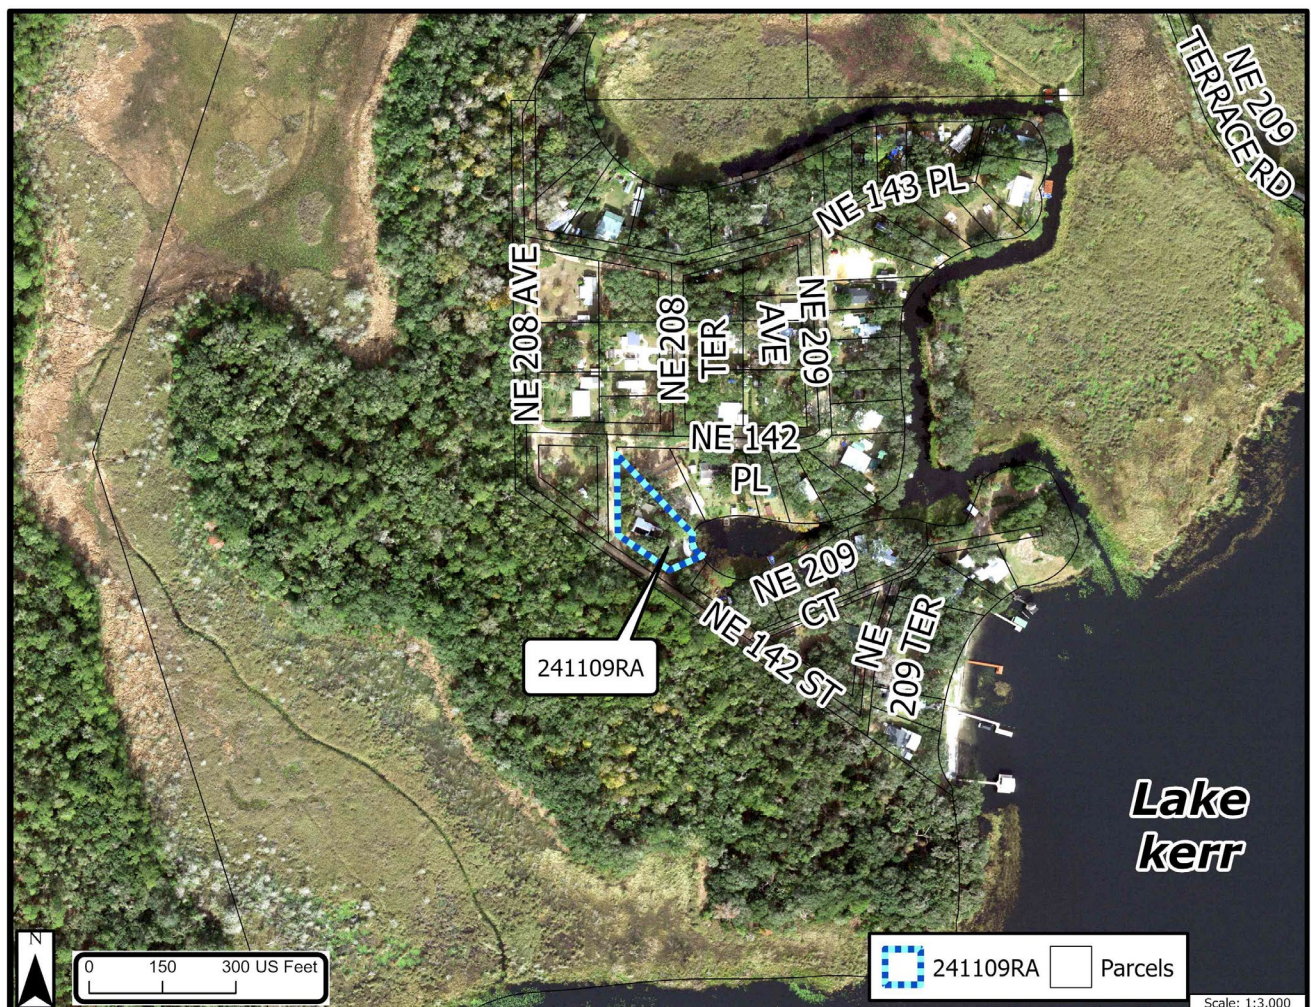 NE 209
TERRACE RD
NE 143 PL
NE 208 AVE
NE 208
TER
NE 209
AVE
NE 142
PL
NE 209
CT
NE 142 ST
NE
209 TER
241109RA
Lake
kerr
N
0 150 300 US Feet
241109RA Parcels
Scale: 1:3,000